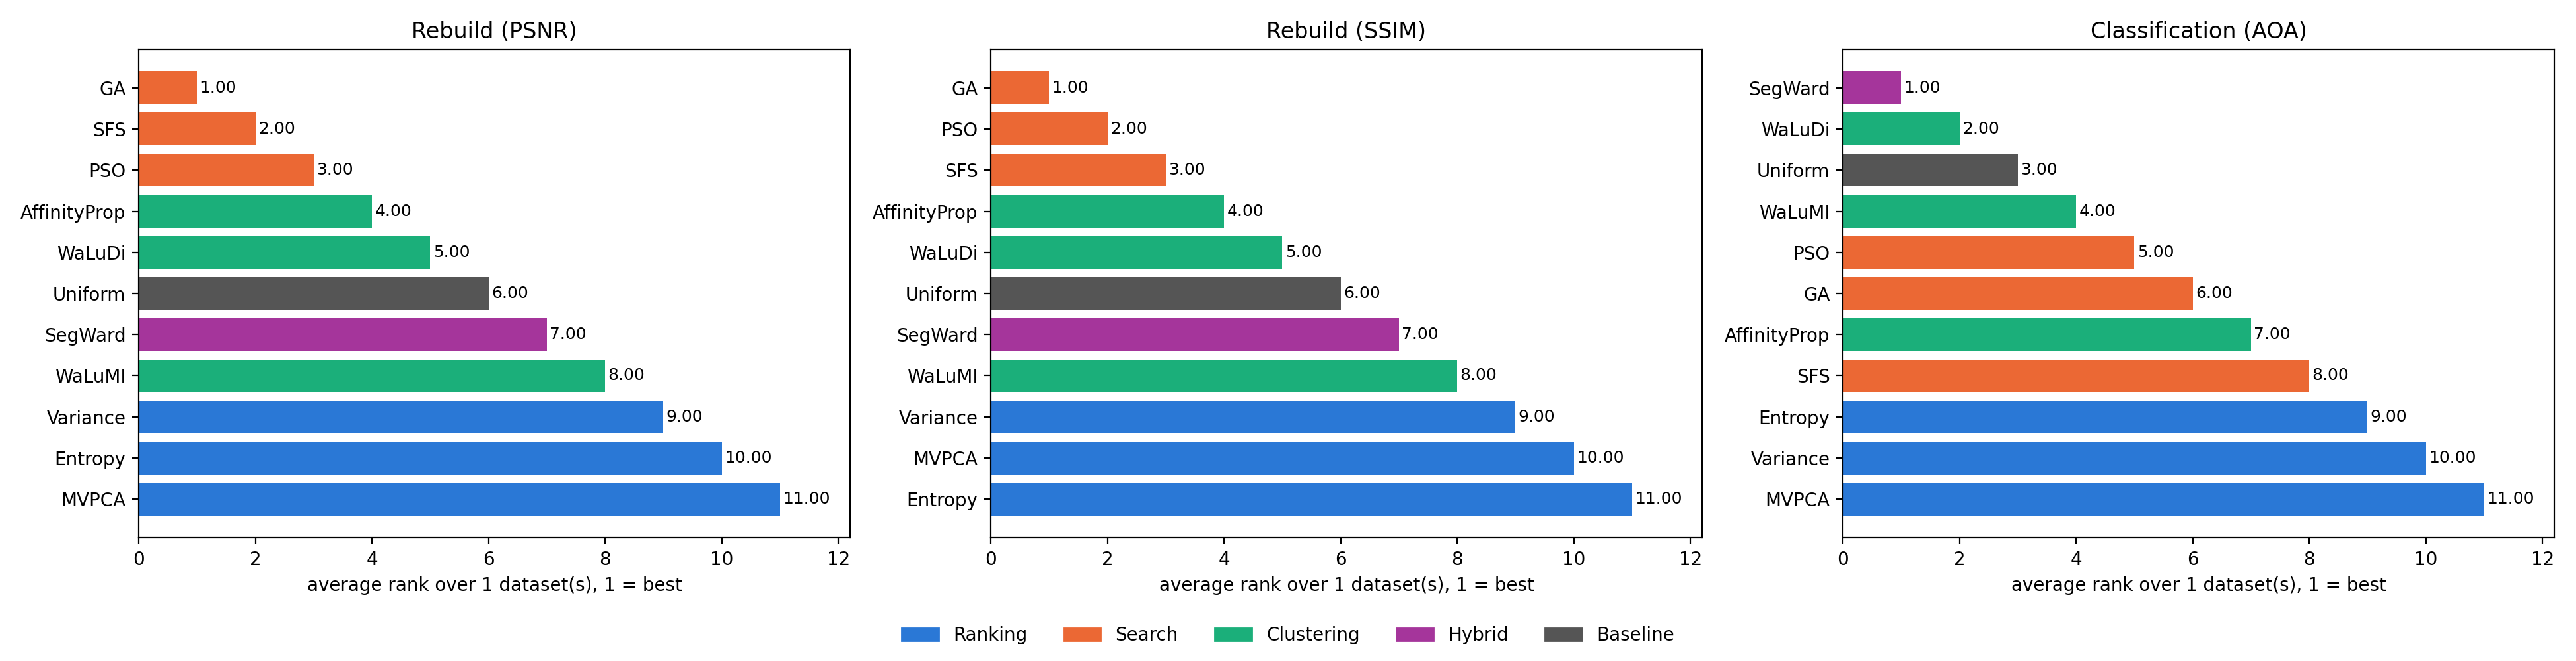 Rebuild (PSNR)
GA 1.00
SFS 2.00
PSO 3.00
AffinityProp 4.00
WaLuDi 5.00
Uniform 6.00
SegWard 7.00
WaLuMI 8.00
Variance 9.00
Entropy 10.00
MVPCA 11.00
0 2 4 6 8 10 12
average rank over 1 dataset(s), 1 = best
Rebuild (SSIM)
GA 1.00
PSO 2.00
SFS 3.00
AffinityProp 4.00
WaLuDi 5.00
Uniform 6.00
SegWard 7.00
WaLuMI 8.00
Variance 9.00
MVPCA 10.00
Entropy 11.00
0 2 4 6 8 10 12
average rank over 1 dataset(s), 1 = best
Classification (AOA)
SegWard 1.00
WaLuDi 2.00
Uniform 3.00
WaLuMI 4.00
PSO 5.00
GA 6.00
AffinityProp 7.00
SFS 8.00
Entropy 9.00
Variance 10.00
MVPCA 11.00
0 2 4 6 8 10 12
average rank over 1 dataset(s), 1 = best
Ranking Search Clustering Hybrid Baseline